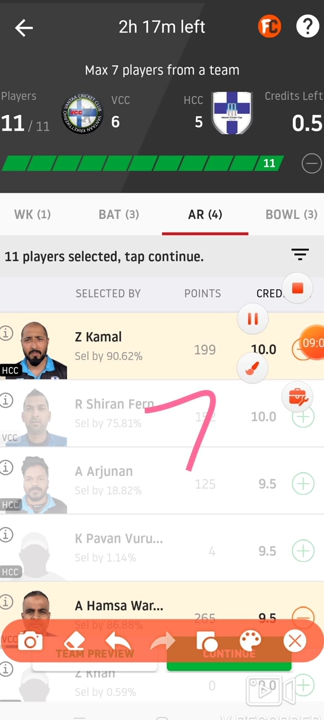 2h 17m left
FC
?
Max 7 players from a team
Players
11 / 11
VCC
6
HCC
5
Credits Left
0.5
11
WK (1)
BAT (3)
AR (4)
BOWL (3)
11 players selected, tap continue.
SELECTED BY
POINTS
Z Kamal
Sel by 90.62%
199
10.0
HCC
09:0
R Shiran Fern
Sel by 75.81%
10.0
VCC
A Arjunan
Sel by 18.82%
125
9.5
HCC
K Pavan Vuru...
Sel by 1.14%
4
9.5
HCC
A Hamsa War...
Sel by 86.88%
265
9.5
VCC
TEAM PREVIEW
CONTINUE
Z Khan
Sel by 0.59%
0